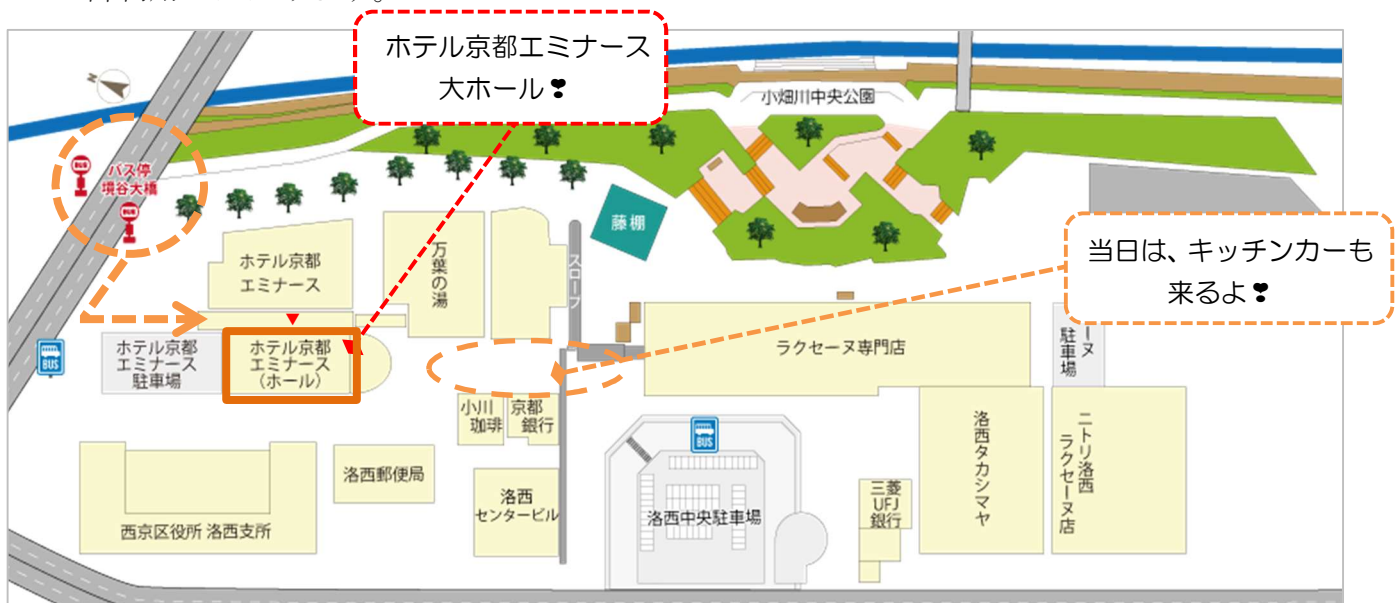 ホテル京都エミナース
大ホール❣
N
小畑川中央公園
BUS
バス停
境谷大橋
BUS
藤棚
当日は、キッチンカーも
来るよ❣
ホテル京都
エミナース
万葉の湯
スロープ
BUS
ホテル京都
エミナース
駐車場
ホテル京都
エミナース
(ホール)
ラクセーヌ専門店
ーヌ
駐車場
小川
珈琲
京都
銀行
BUS
洛西郵便局
洛西
センタービル
洛西中央駐車場
三菱
UFJ
銀行
洛西タカシマヤ
ニトリ洛西
ラクセーヌ店
西京区役所 洛西支所